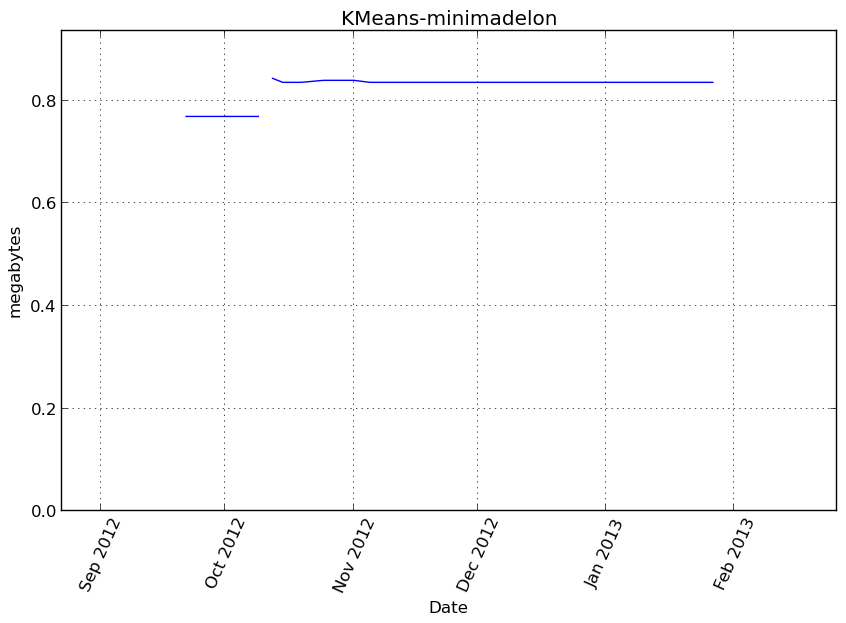 KMeans-minimadelon
megabytes
0.8
0.6
0.4
0.2
0.0
Sep 2012
Oct 2012
Nov 2012
Dec 2012
Jan 2013
Feb 2013
Date